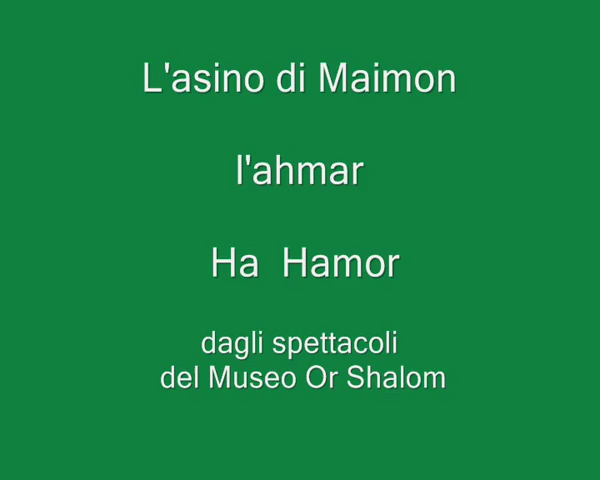 L'asino di Maimon
l'ahmar
Ha Hamor
dagli spettacoli
del Museo Or Shalom